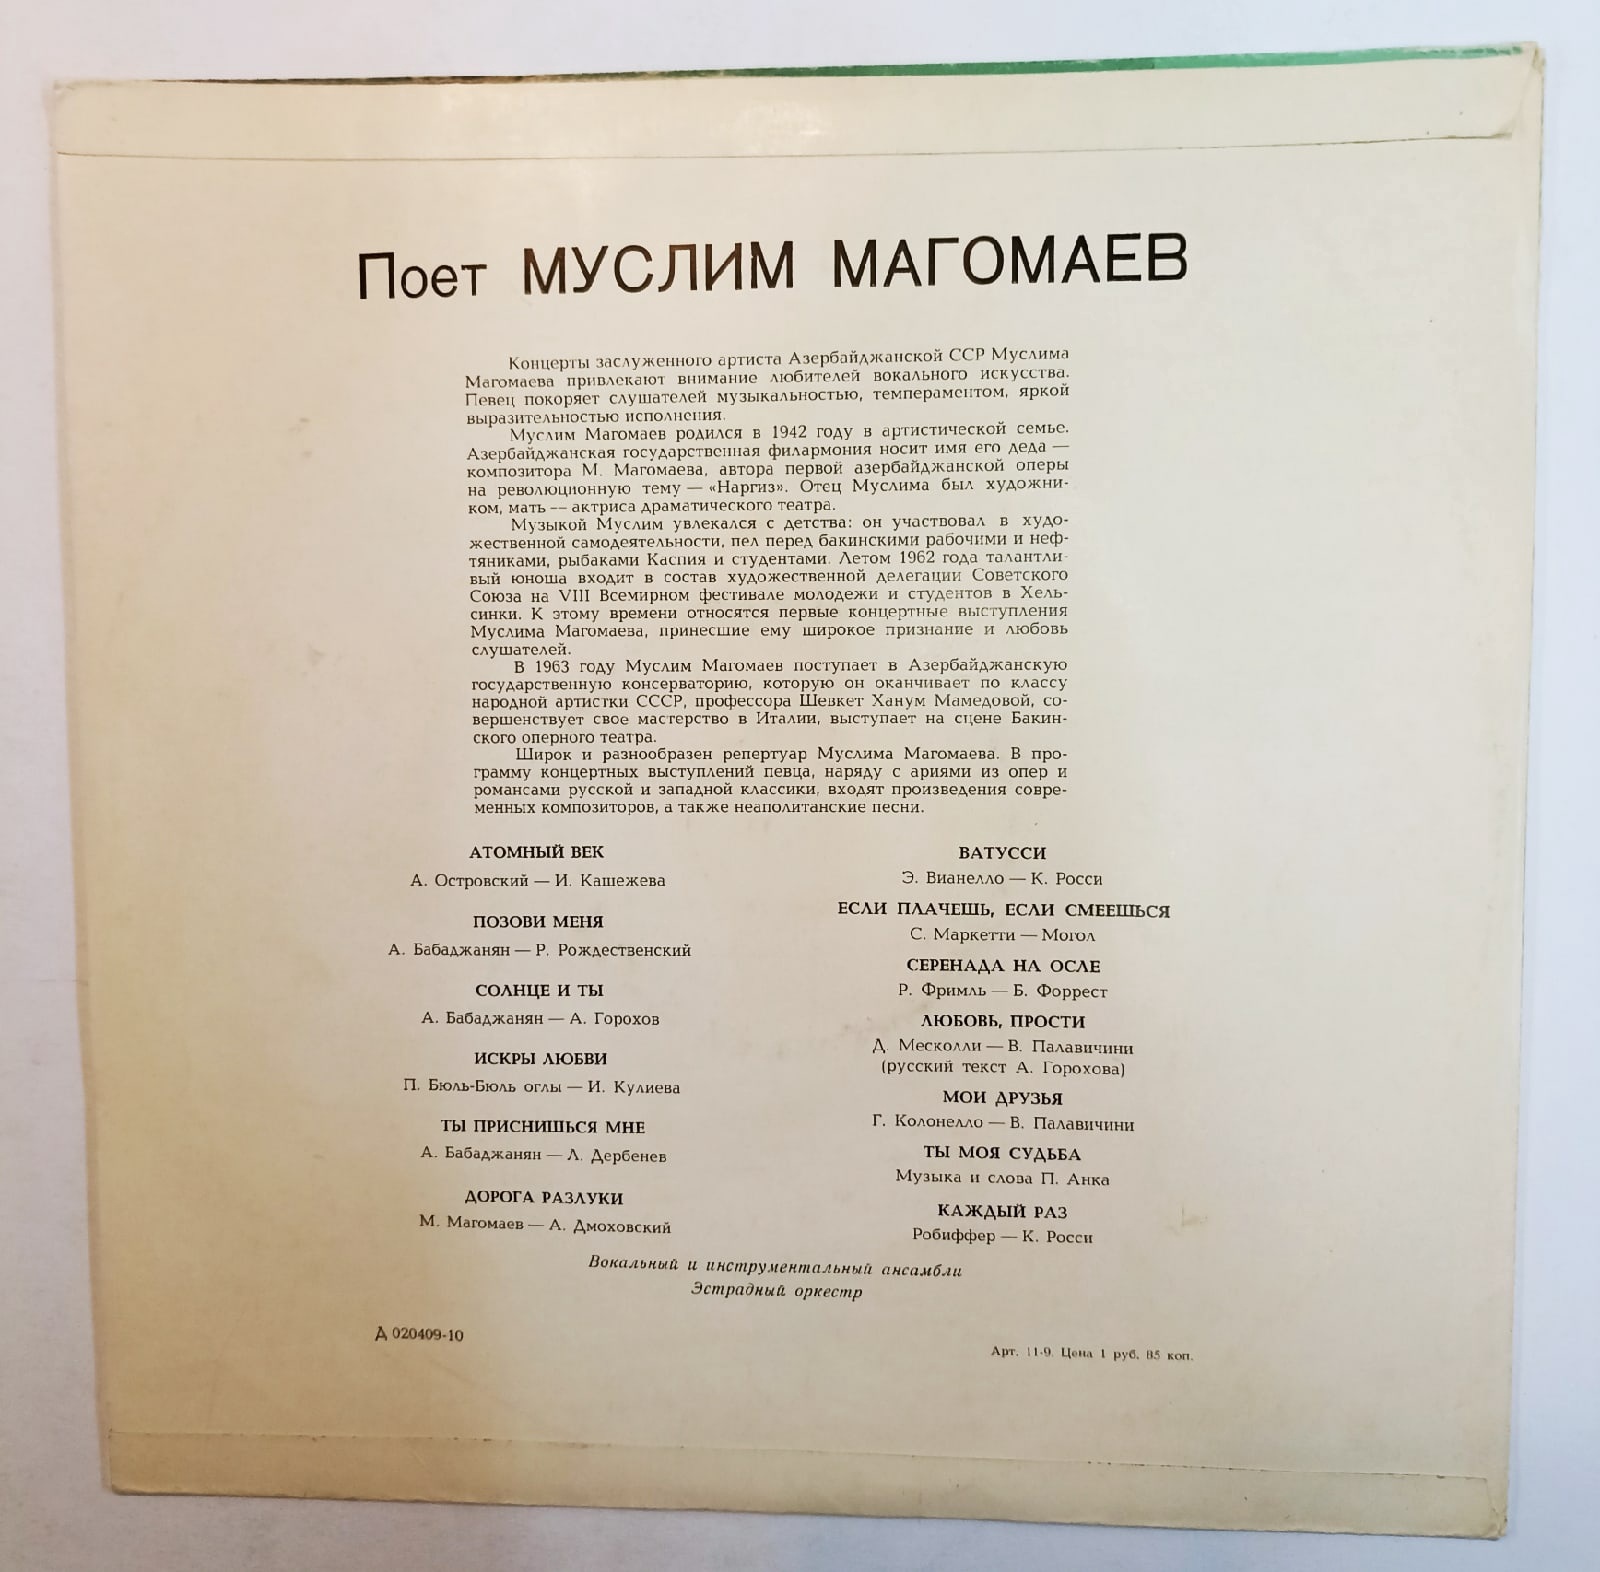 Поет МУСЛИМ МАГОМАЕВ
Концерты заслуженного артиста Азербайджанской ССР Муслима
Магомаева привлекают внимание любителей вокального искусства.
Певец покоряет слушателей музыкальностью, темпераментом, яркой
выразительностью исполнения.
Муслим Магомаев родился в 1942 году в артистической семье.
Азербайджанская государственная филармония носит имя его деда —
композитора М. Магомаева, автора первой азербайджанской оперы
на революционную тему — «Наргиз». Отец Муслима был художни-
ком, мать — актриса драматического театра.
Музыкой Муслим увлекался с детства: он участвовал в худо-
жественной самодеятельности, пел перед бакинскими рабочими и неф-
тяниками, рыбаками Каспия и студентами. Летом 1962 года талантли-
вый юноша входит в состав художественной делегации Советского
Союза на VIII Всемирном фестивале молодежи и студентов в Хель-
синки. К этому времени относятся первые концертные выступления
Муслима Магомаева, принесшие ему широкое признание и любовь
слушателей.
В 1963 году Муслим Магомаев поступает в Азербайджанскую
государственную консерваторию, которую он оканчивает по классу
народной артистки СССР, профессора Шевкет Ханум Мамедовой, со-
вершенствует свое мастерство в Италии, выступает на сцене Бакин-
ского оперного театра.
Широк и разнообразен репертуар Муслима Магомаева. В про-
грамму концертных выступлений певца, наряду с ариями из опер и
романсами русской и западной классики, входят произведения совре-
менных композиторов, а также неаполитанские песни.
АТОМНЫЙ ВЕК
А. Островский — И. Кашежева
ПОЗОВИ МЕНЯ
А. Бабаджанян — Р. Рождественский
СОЛНЦЕ И ТЫ
А. Бабаджанян — А. Горохов
ИСКРЫ ЛЮБВИ
П. Бюль-Бюль оглы — И. Кулиева
ТЫ ПРИСНИШЬСЯ МНЕ
А. Бабаджанян — Л. Дербенев
ДОРОГА РАЗЛУКИ
М. Магомаев — А. Дмоховский
ВАТУССИ
Э. Вианелло — К. Росси
ЕСЛИ ПЛАЧЕШЬ, ЕСЛИ СМЕЕШЬСЯ
С. Маркетти — Могол
СЕРЕНАДА НА ОСЛЕ
Р. Фримль — Б. Форрест
ЛЮБОВЬ, ПРОСТИ
Д. Месколли — В. Палавичини
(русский текст А. Горохова)
МОИ ДРУЗЬЯ
Г. Колонелло — В. Палавичини
ТЫ МОЯ СУДЬБА
Музыка и слова П. Анка
КАЖДЫЙ РАЗ
Робиффер — К. Росси
Вокальный и инструментальный ансамбли
Эстрадный оркестр
Д 020409-10
Арт. 11-9. Цена 1 руб. 85 коп.